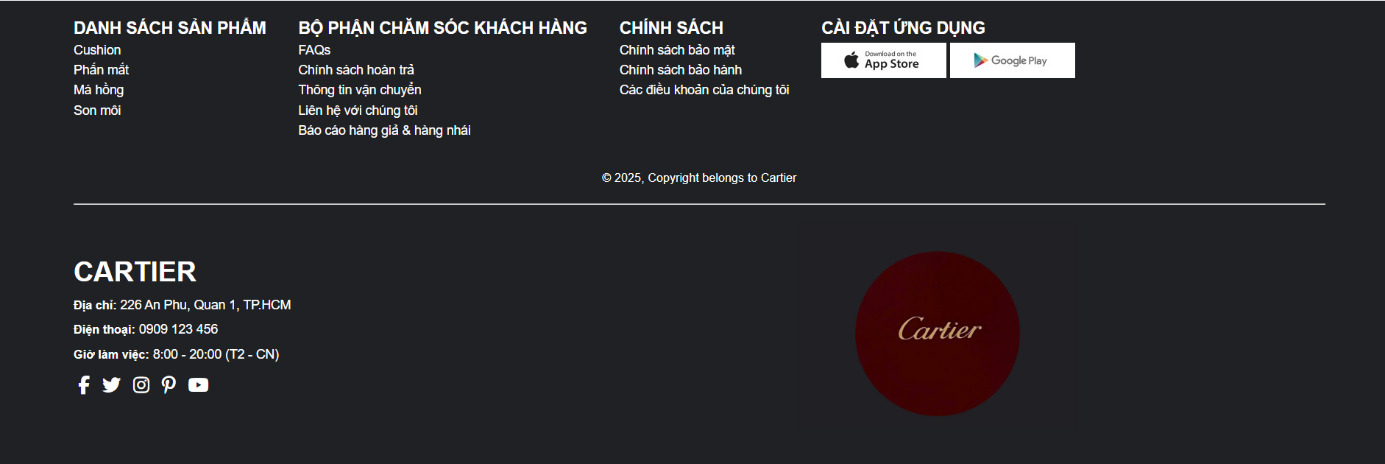 DANH SÁCH SẢN PHẨM
Cushion
Phấn mắt
Má hồng
Son môi
BỘ PHẬN CHĂM SÓC KHÁCH HÀNG
FAQs
Chính sách hoàn trả
Thông tin vận chuyển
Liên hệ với chúng tôi
Báo cáo hàng giả & hàng nhái
CHÍNH SÁCH
Chính sách bảo mật
Chính sách bảo hành
Các điều khoản của chúng tôi
CÀI ĐẶT ỨNG DỤNG
Download on the
App Store
Google Play
© 2025, Copyright belongs to Cartier
CARTIER
Địa chỉ: 226 An Phu, Quan 1, TP.HCM
Điện thoại: 0909 123 456
Giờ làm việc: 8:00 - 20:00 (T2 - CN)
Cartier